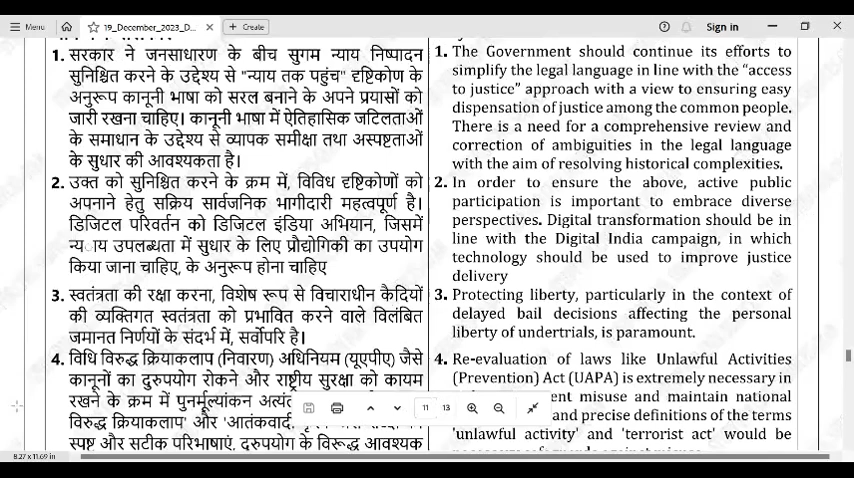 Menu
19_December_2023_D...
Create
Sign in
1. सरकार ने जनसाधारण के बीच सुगम न्याय निष्पादन
सुनिश्चित करने के उद्देश्य से "न्याय तक पहुंच" दृष्टिकोण के
अनुरूप कानूनी भाषा को सरल बनाने के अपने प्रयासों को
जारी रखना चाहिए। कानूनी भाषा में ऐतिहासिक जटिलताओं
के समाधान के उद्देश्य से व्यापक समीक्षा तथा अस्पष्टताओं
के सुधार की आवश्यकता है।
2. उक्त को सुनिश्चित करने के क्रम में, विविध दृष्टिकोणों को
अपनाने हेतु सक्रिय सार्वजनिक भागीदारी महत्वपूर्ण है।
डिजिटल परिवर्तन को डिजिटल इंडिया अभियान, जिसमें
न्य◌ाय उपलब्धता में सुधार के लिए प्रौद्योगिकी का उपयोग
किया जाना चाहिए, के अनुरूप होना चाहिए
3. स्वतंत्रता की रक्षा करना, विशेष रूप से विचाराधीन कैदियों
की व्यक्तिगत स्वतंत्रता को प्रभावित करने वाले विलंबित
जमानत निर्णयों के संदर्भ में, सर्वोपरि है।
4. विधि विरुद्ध क्रियाकलाप (निवारण) अधिनियम (यूएपीए) जैसे
कानूनों का दुरुपयोग रोकने और राष्ट्रीय सुरक्षा को कायम
रखने के क्रम में पुनर्मूल्यांकन
विरुद्ध क्रियाकलाप' और 'आतंकवादी
स्पष्ट और सटीक परिभाषाएं, दुरुपयोग के विरूद्ध आवश्यक
1. The Government should continue its efforts to
simplify the legal language in line with the “access
to justice” approach with a view to ensuring easy
dispensation of justice among the common people.
There is a need for a comprehensive review and
correction of ambiguities in the legal language
with the aim of resolving historical complexities.
2. In order to ensure the above, active public
participation is important to embrace diverse
perspectives. Digital transformation should be in
line with the Digital India campaign, in which
technology should be used to improve justice
delivery
3. Protecting liberty, particularly in the context of
delayed bail decisions affecting the personal
liberty of undertrials, is paramount.
4. Re-evaluation of laws like Unlawful Activities
(Prevention) Act (UAPA) is extremely necessary in
misuse and maintain national
and precise definitions of the terms
'unlawful activity' and 'terrorist act' would be
11 13
8.27 x 11.69 in